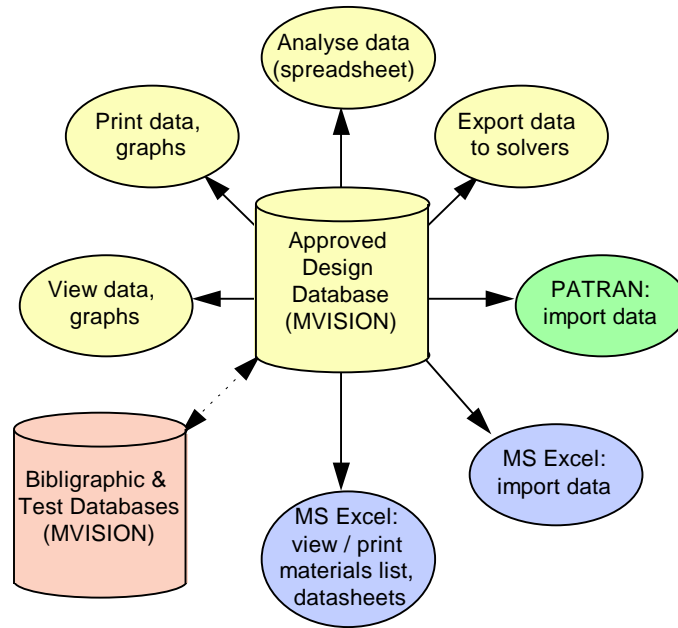 Analyse data
(spreadsheet)
Print data,
graphs
Export data
to solvers
Approved
Design
Database
(MVISION)
View data,
graphs
PATRAN:
import data
Bibligraphic &
Test Databases
(MVISION)
MS Excel:
view / print
materials list,
datasheets
MS Excel:
import data